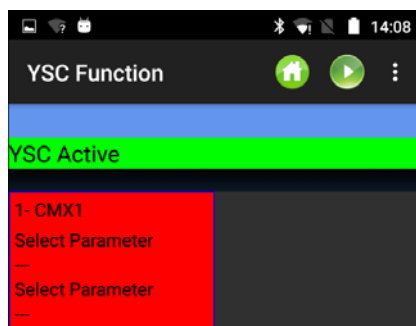 14:08
YSC Function
YSC Active
1- CMX1
Select Parameter
---
Select Parameter
---